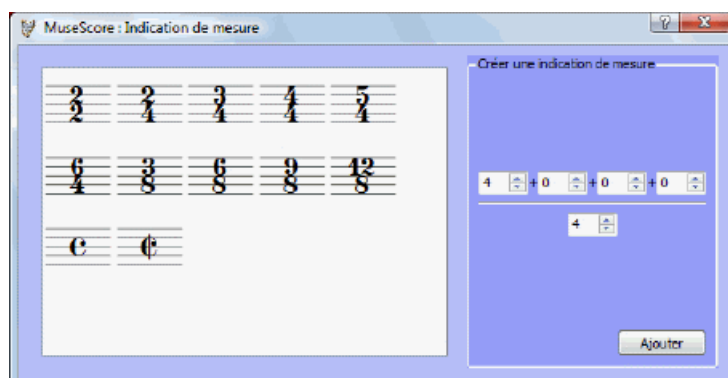 MuseScore : Indication de mesure
Créer une indication de mesure
2 2 3 4 5
2 4 4 4 4
6 3 6 9 12
4 8 8 8 8
4 + 0 + 0 + 0
4
Ajouter